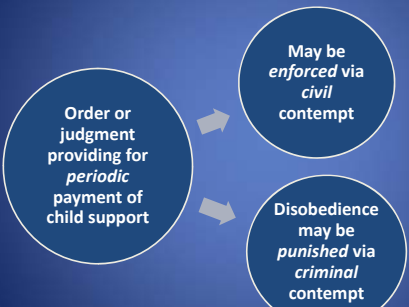 Order or
judgment
providing for
periodic
payment of
child support
May be
enforced via
civil
contempt
Disobedience
may be
punished via
criminal
contempt